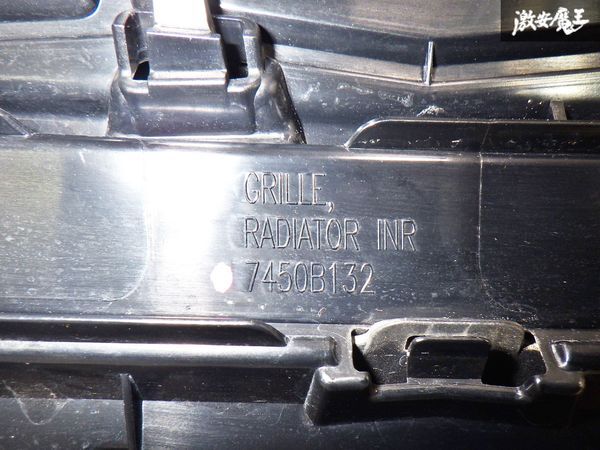 激安魔王
GRILLE,
RADIATOR INR
7450B132